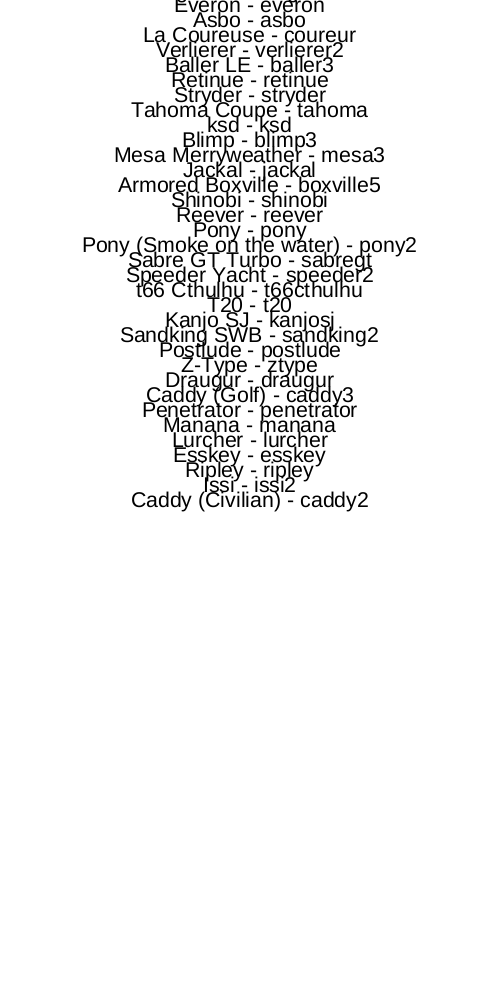 Everon - everon
Asbo - asbo
La Coureuse - coureur
Verlierer - verlierer2
Baller LE - baller3
Retinue - retinue
Stryder - stryder
Tahoma Coupe - tahoma
ksd - ksd
Blimp - blimp3
Mesa Merryweather - mesa3
Jackal - jackal
Armored Boxville - boxville5
Shinobi - shinobi
Reever - reever
Pony - pony
Pony (Smoke on the water) - pony2
Sabre GT Turbo - sabregt
Speeder Yacht - speeder2
t66 Cthulhu - t66cthulhu
T20 - t20
Kanjo SJ - kanjosj
Sandking SWB - sandking2
Postlude - postlude
Z-Type - ztype
Draugur - draugur
Caddy (Golf) - caddy3
Penetrator - penetrator
Manana - manana
Lurcher - lurcher
Esskey - esskey
Ripley - ripley
Issi - issi2
Caddy (Civilian) - caddy2